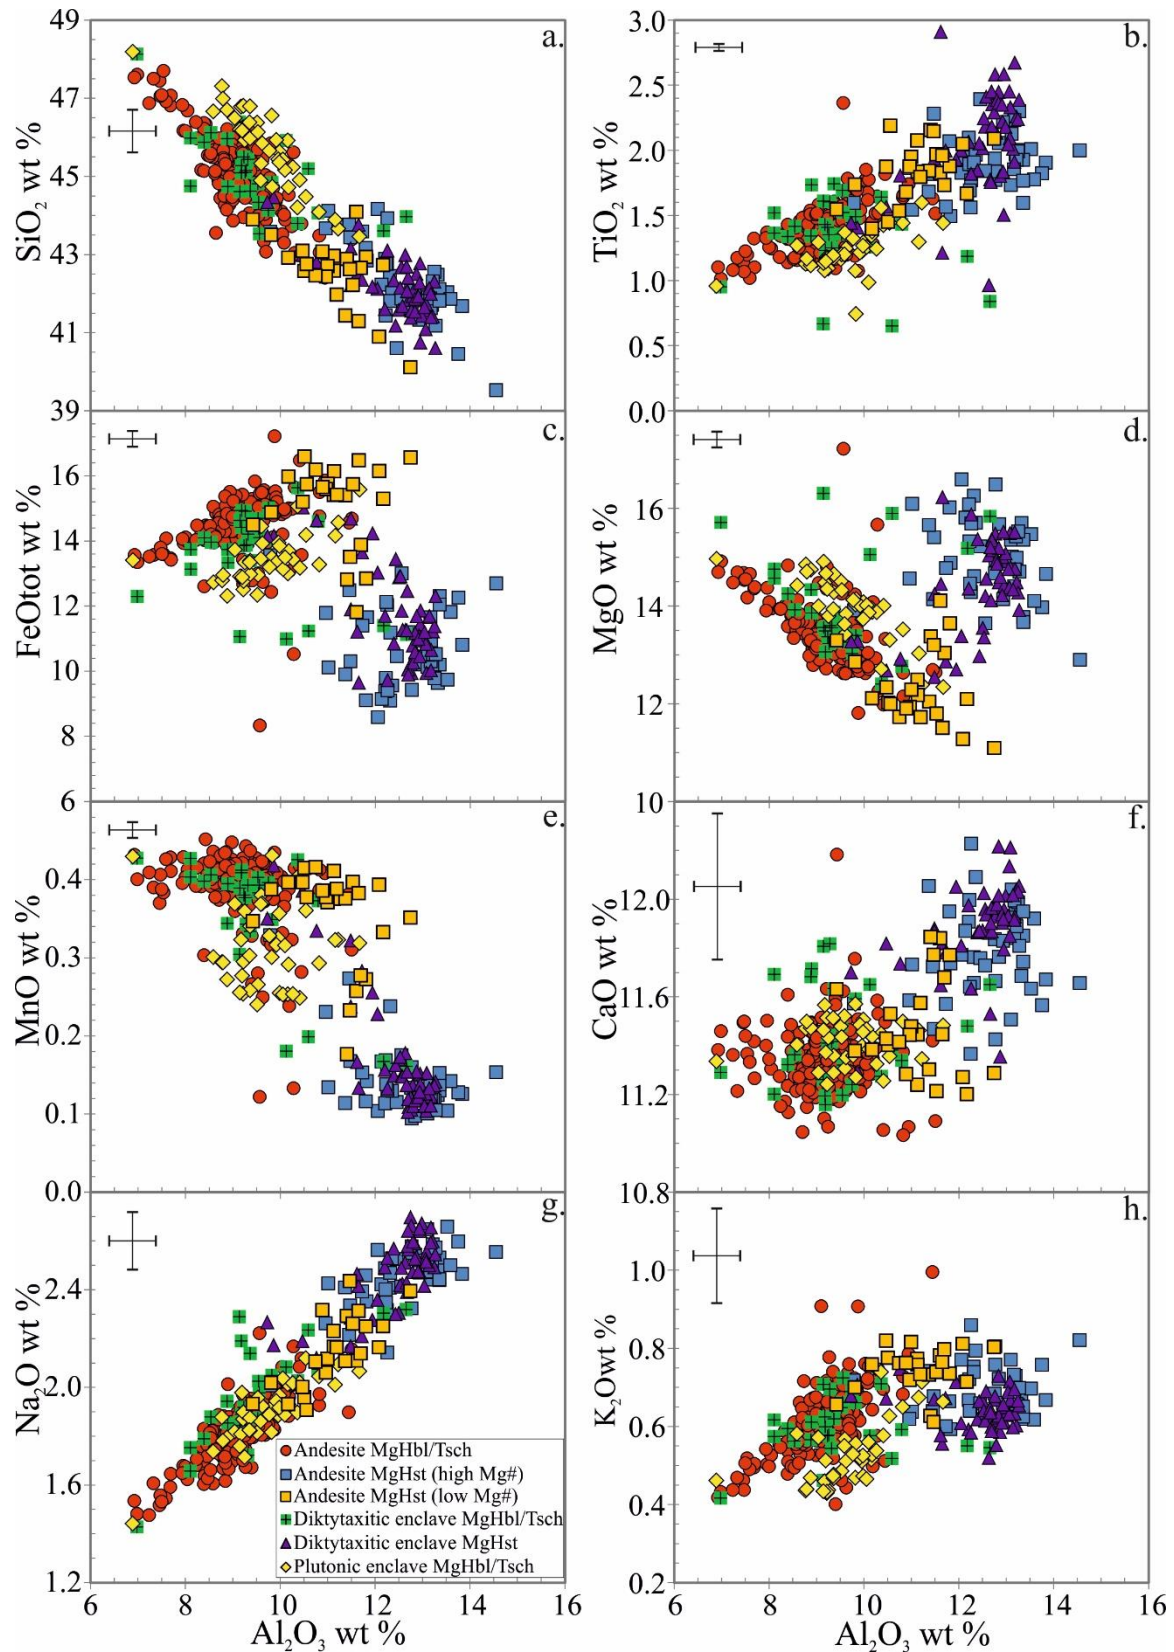 49
47
45
43
41
39
SiO2 wt %
a.
3.0
2.5
2.0
1.5
1.0
0.5
0.0
TiO2 wt %
b.
16
14
12
10
8
6
FeOtot wt %
c.
16
14
12
10
MgO wt %
d.
0.4
0.3
0.2
0.1
0.0
MnO wt %
e.
12.0
11.6
11.2
10.8
CaO wt %
f.
2.4
2.0
1.6
1.2
Na2O wt %
g.
Andesite MgHbl/Tsch
Andesite MgHst (high Mg#)
Andesite MgHst (low Mg#)
Diktytaxitic enclave MgHbl/Tsch
Diktytaxitic enclave MgHst
Plutonic enclave MgHbl/Tsch
6 8 10 12 14 16
Al2O3 wt %
1.0
0.8
0.6
0.4
0.2
K2Owt %
h.
6 8 10 12 14 16
Al2O3 wt %